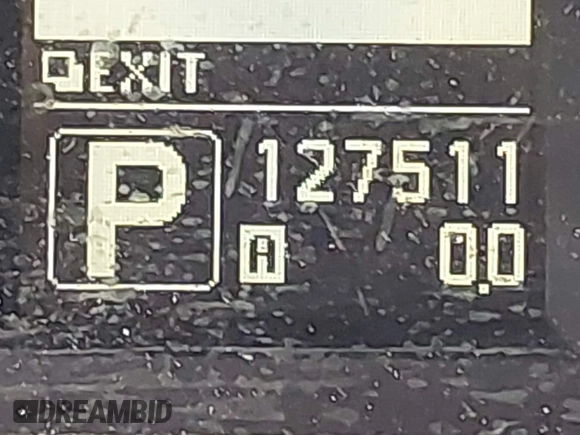 EXIT
P
127511
A 0.0
DREAMBID